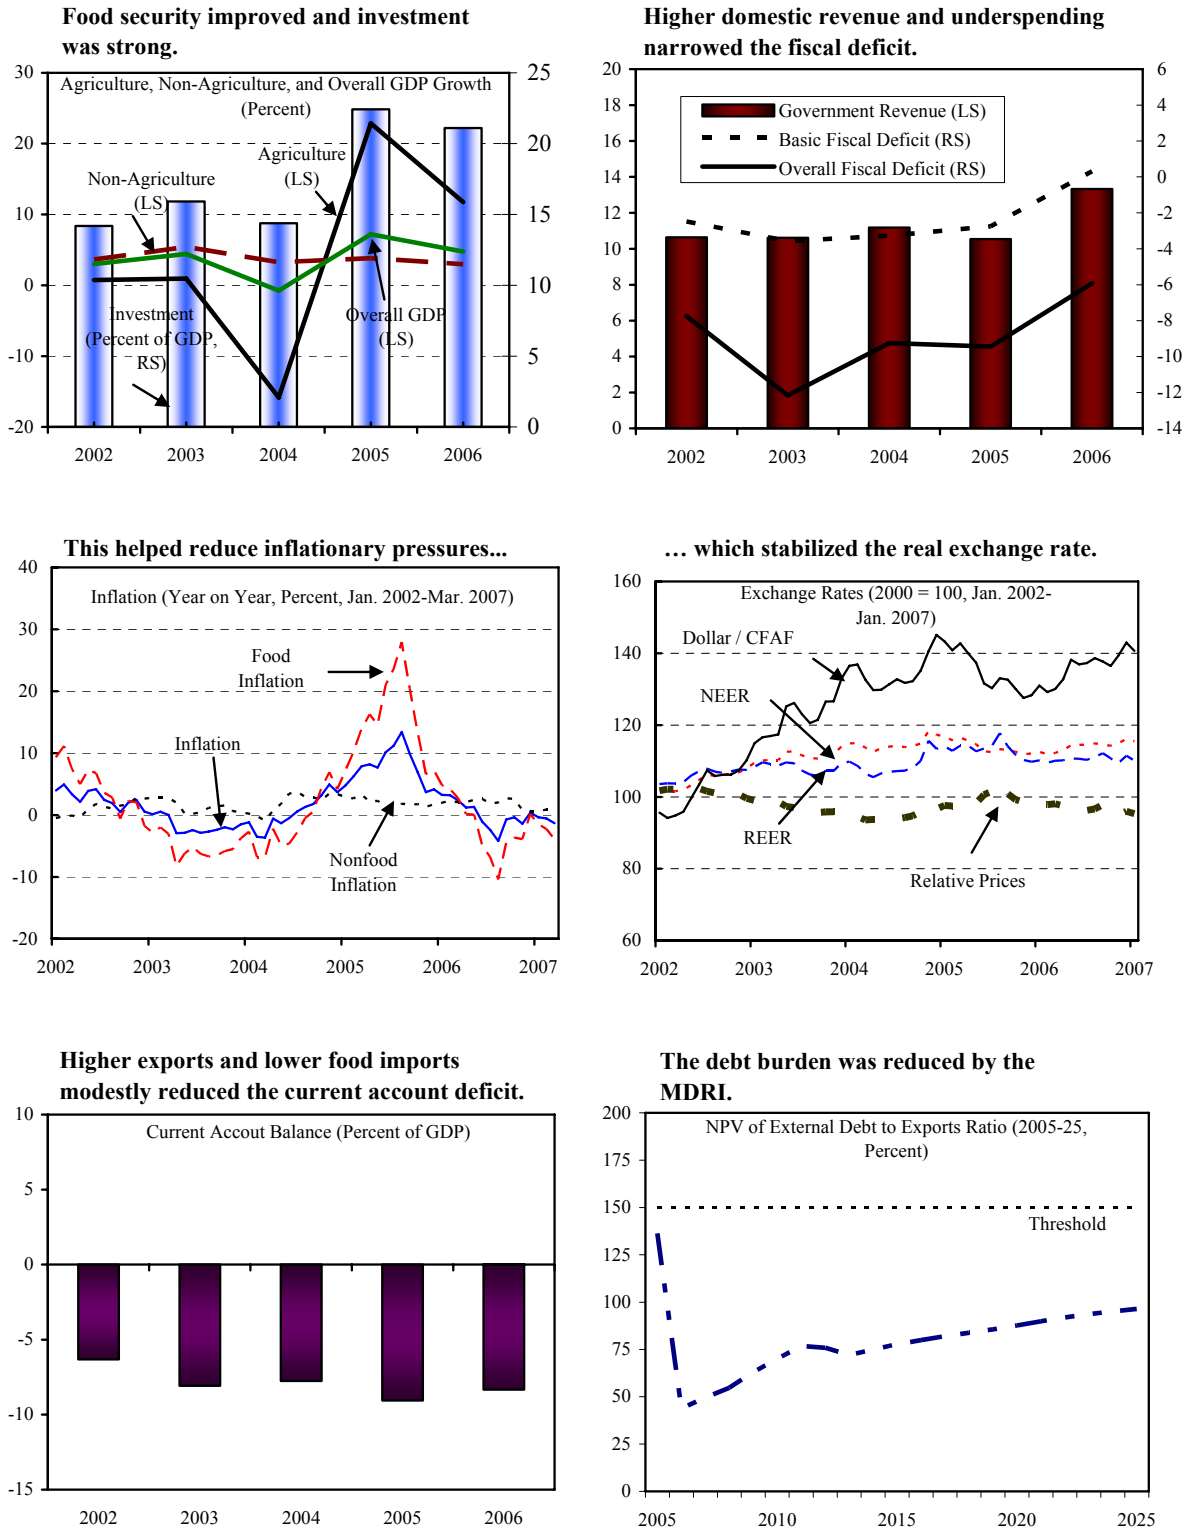 Food security improved and investment
was strong.
30
20
10
0
-10
-20
25
20
15
10
5
0
Agriculture, Non-Agriculture, and Overall GDP Growth
(Percent)
Agriculture
(LS)
Non-Agriculture
(LS)
Investment
(Percent of GDP,
RS)
Overall GDP
(LS)
2002
2003
2004
2005
2006
Higher domestic revenue and underspending
narrowed the fiscal deficit.
20
18
16
14
12
10
8
6
4
2
0
6
4
2
0
-2
-4
-6
-8
-10
-12
-14
Government Revenue (LS)
Basic Fiscal Deficit (RS)
Overall Fiscal Deficit (RS)
2002
2003
2004
2005
2006
This helped reduce inflationary pressures...
40
30
20
10
0
-10
-20
Inflation (Year on Year, Percent, Jan. 2002-Mar. 2007)
Food
Inflation
Inflation
Nonfood
Inflation
2002
2003
2004
2005
2006
2007
… which stabilized the real exchange rate.
160
140
120
100
80
60
Exchange Rates (2000 = 100, Jan. 2002-
Jan. 2007)
Dollar / CFAF
NEER
REER
Relative Prices
2002
2003
2004
2005
2006
2007
Higher exports and lower food imports
modestly reduced the current account deficit.
10
5
0
-5
-10
-15
Current Accout Balance (Percent of GDP)
2002
2003
2004
2005
2006
The debt burden was reduced by the
MDRI.
200
175
150
125
100
75
50
25
0
NPV of External Debt to Exports Ratio (2005-25,
Percent)
Threshold
2005
2010
2015
2020
2025